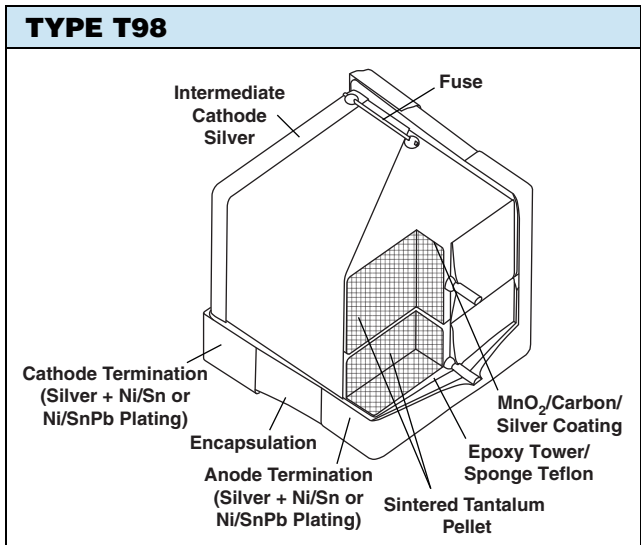 TYPE T98
Fuse
Intermediate
Cathode
Silver
Cathode Termination
(Silver + Ni/Sn or
Ni/SnPb Plating)
Encapsulation
Anode Termination
(Silver + Ni/Sn or
Ni/SnPb Plating)
MnO₂/Carbon/
Silver Coating
Epoxy Tower/
Sponge Teflon
Sintered Tantalum
Pellet